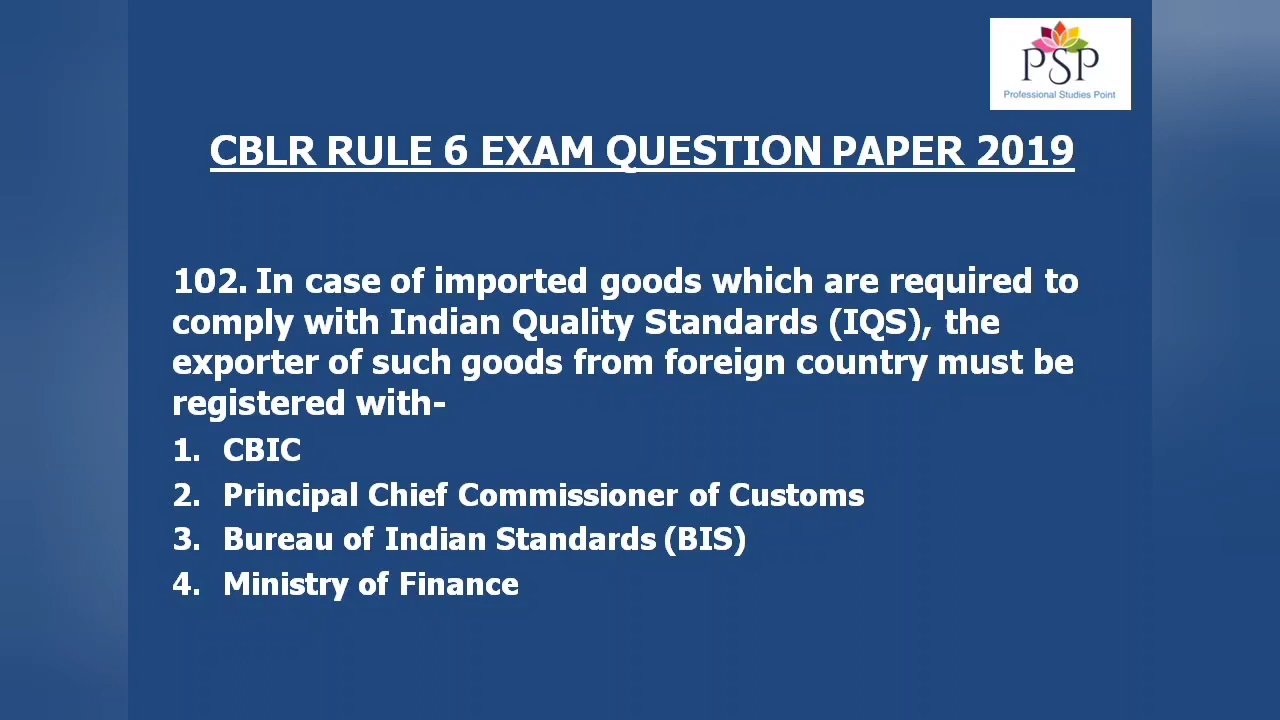 PSP
Professional Studies Point
CBLR RULE 6 EXAM QUESTION PAPER 2019
102. In case of imported goods which are required to
comply with Indian Quality Standards (IQS), the
exporter of such goods from foreign country must be
registered with-
1. CBIC
2. Principal Chief Commissioner of Customs
3. Bureau of Indian Standards (BIS)
4. Ministry of Finance